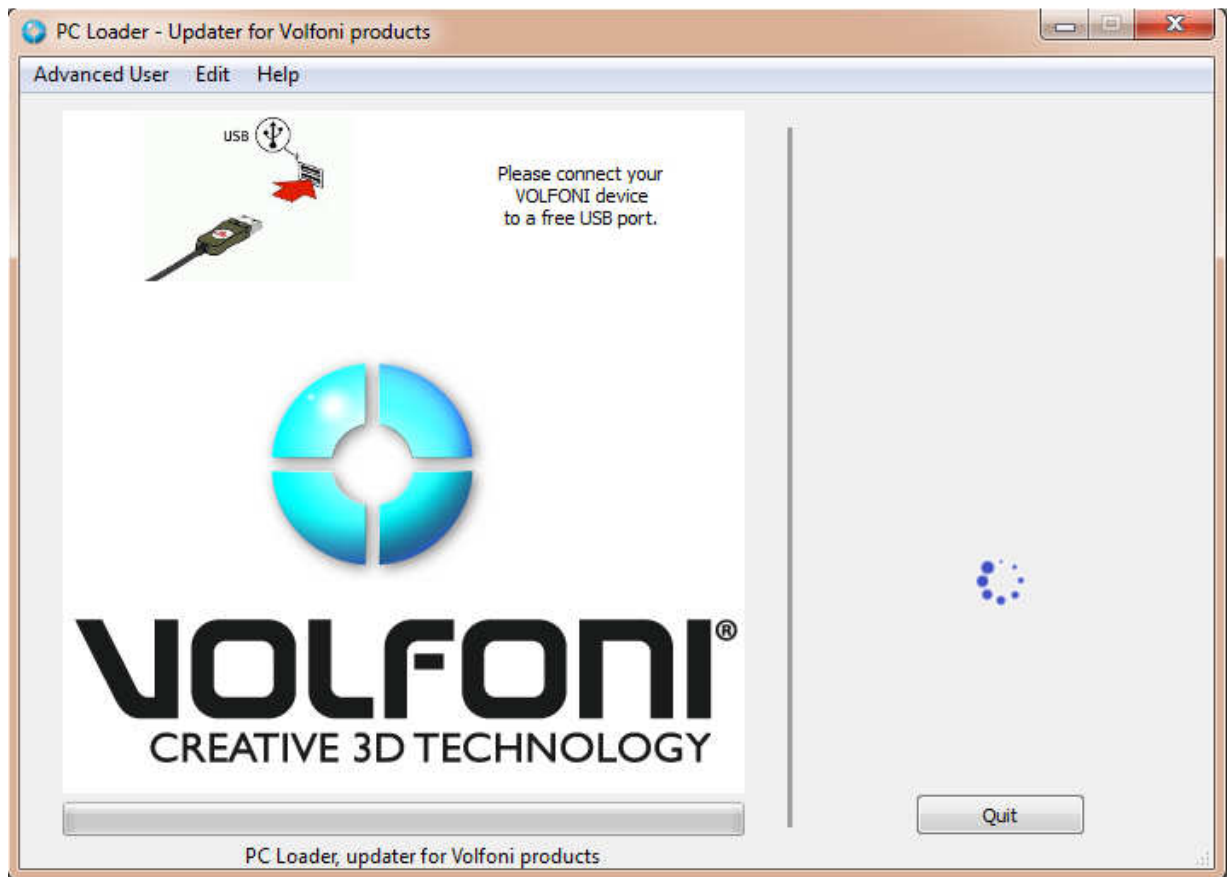 PC Loader - Updater for Volfoni products
Advanced User Edit Help
USB
Please connect your
VOLFONI device
to a free USB port.
VOLFONI®
CREATIVE 3D TECHNOLOGY
Quit
PC Loader, updater for Volfoni products